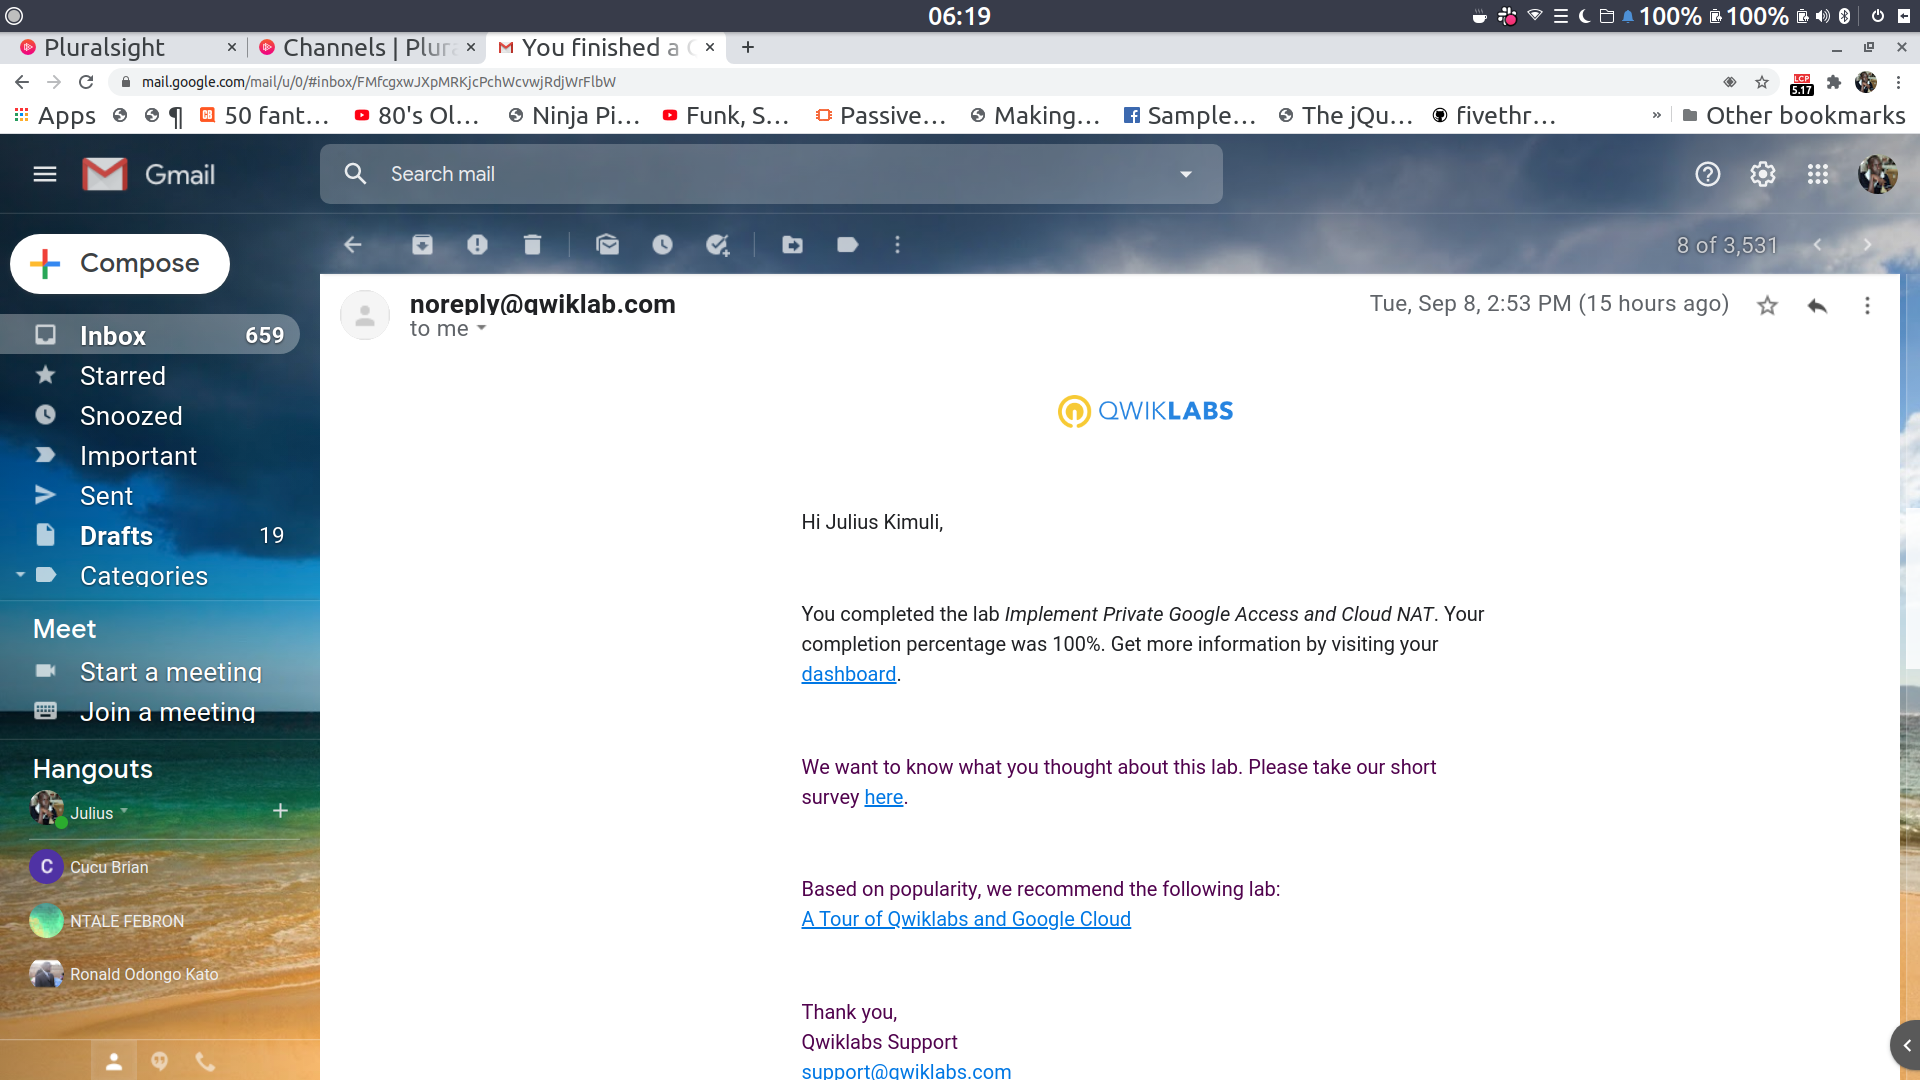 06:19
100% 100%
Pluralsight
Channels | Plura
You finished a
mail.google.com/mail/u/0/#inbox/FMfcgxwJXpMRKjcPchWcvwjRdjWrFlbW
LCP
5.17
Apps
¶
50 fant...
80's Ol...
Ninja Pi...
Funk, S...
Passive...
Making...
Sample...
The jQu...
fivethr...
»
Other bookmarks
Gmail
Search mail
Compose
8 of 3,531
Inbox 659
Starred
Snoozed
Important
Sent
Drafts 19
Categories
Meet
Start a meeting
Join a meeting
Hangouts
Julius
C Cucu Brian
NTALE FEBRON
Ronald Odongo Kato
noreply@qwiklab.com
to me
Tue, Sep 8, 2:53 PM (15 hours ago)
QWIKLABS
Hi Julius Kimuli,
You completed the lab Implement Private Google Access and Cloud NAT. Your
completion percentage was 100%. Get more information by visiting your
dashboard.
We want to know what you thought about this lab. Please take our short
survey here.
Based on popularity, we recommend the following lab:
A Tour of Qwiklabs and Google Cloud
Thank you,
Qwiklabs Support
support@qwiklabs.com